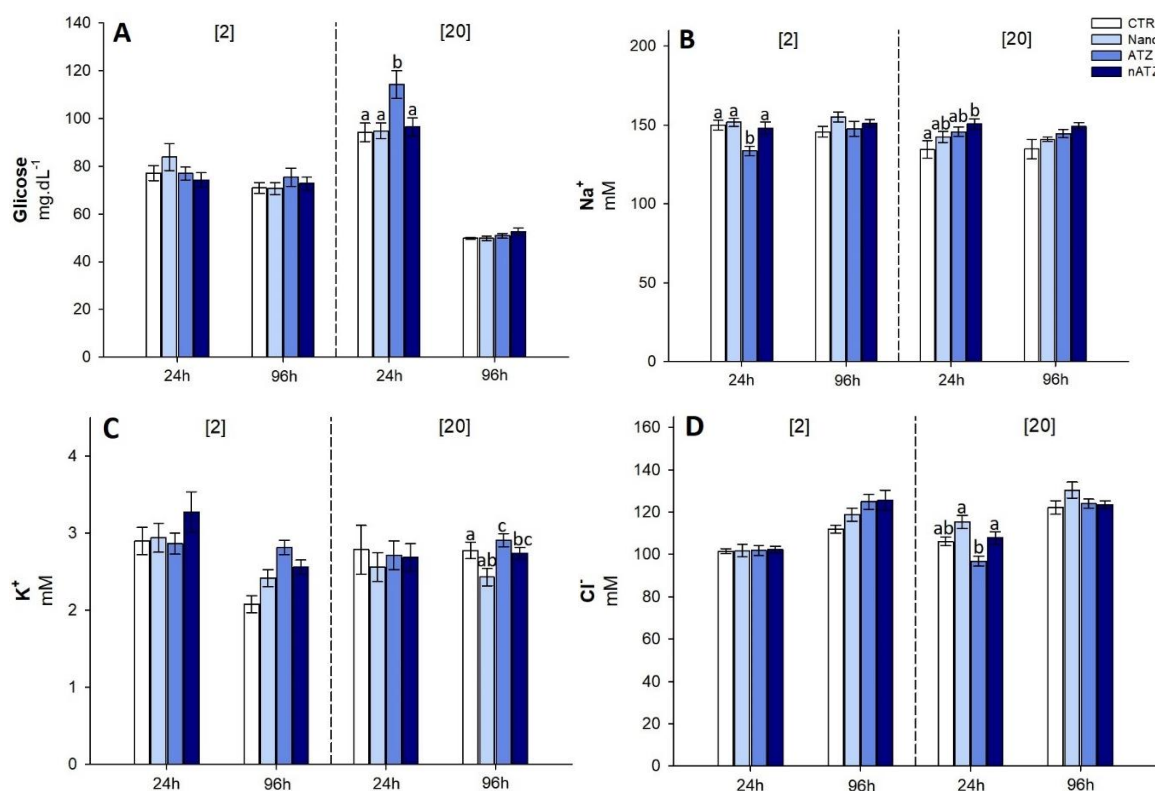 A
[2]
[20]
Glicose
mg.dL⁻¹
140
120
100
80
60
40
20
0
a a b a
24h 96h 24h 96h
B
[2]
[20]
CTR
Nano
ATZ
nATZ
Na⁺
mM
200
150
100
50
0
a a b a
a ab ab b
24h 96h 24h 96h
C
[2]
[20]
K⁺
mM
4
3
2
1
0
a ab c bc
24h 96h 24h 96h
D
[2]
[20]
Cl⁻
mM
160
140
120
100
80
60
40
20
0
ab a b a
24h 96h 24h 96h